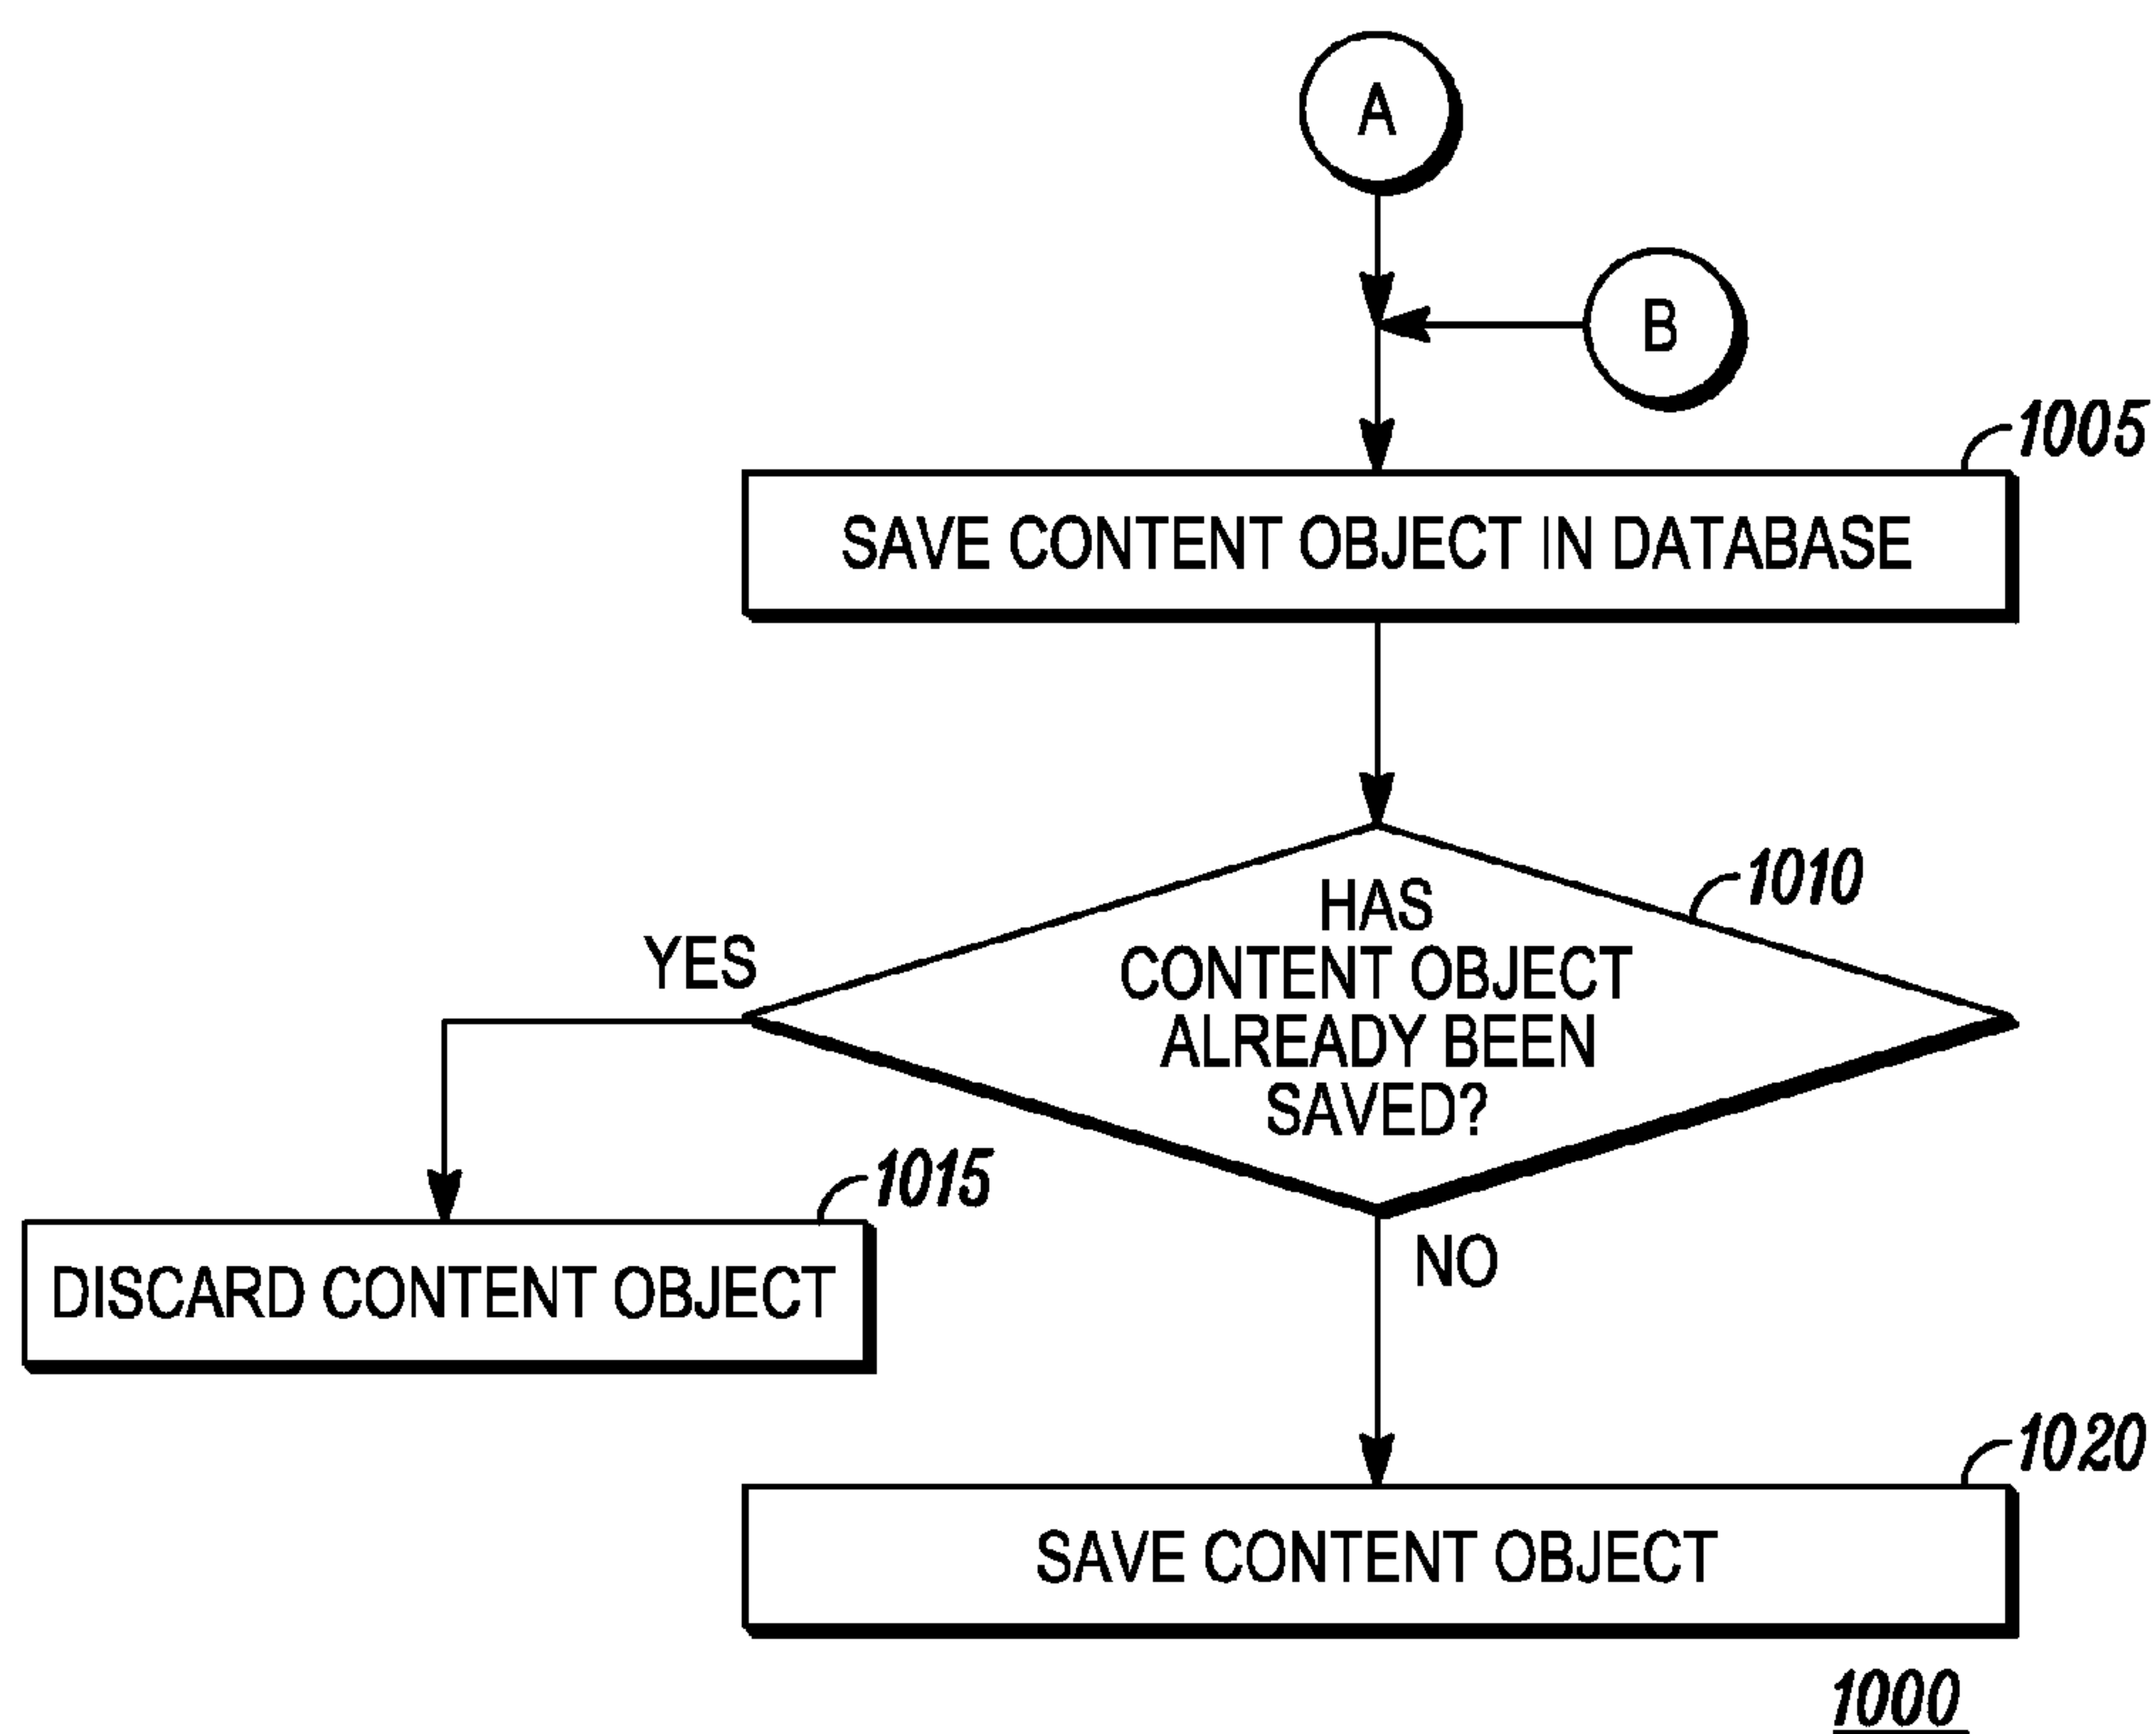 A
B
1005
SAVE CONTENT OBJECT IN DATABASE
1010
HAS
CONTENT OBJECT
ALREADY BEEN
SAVED?
YES
1015
DISCARD CONTENT OBJECT
NO
1020
SAVE CONTENT OBJECT
1000